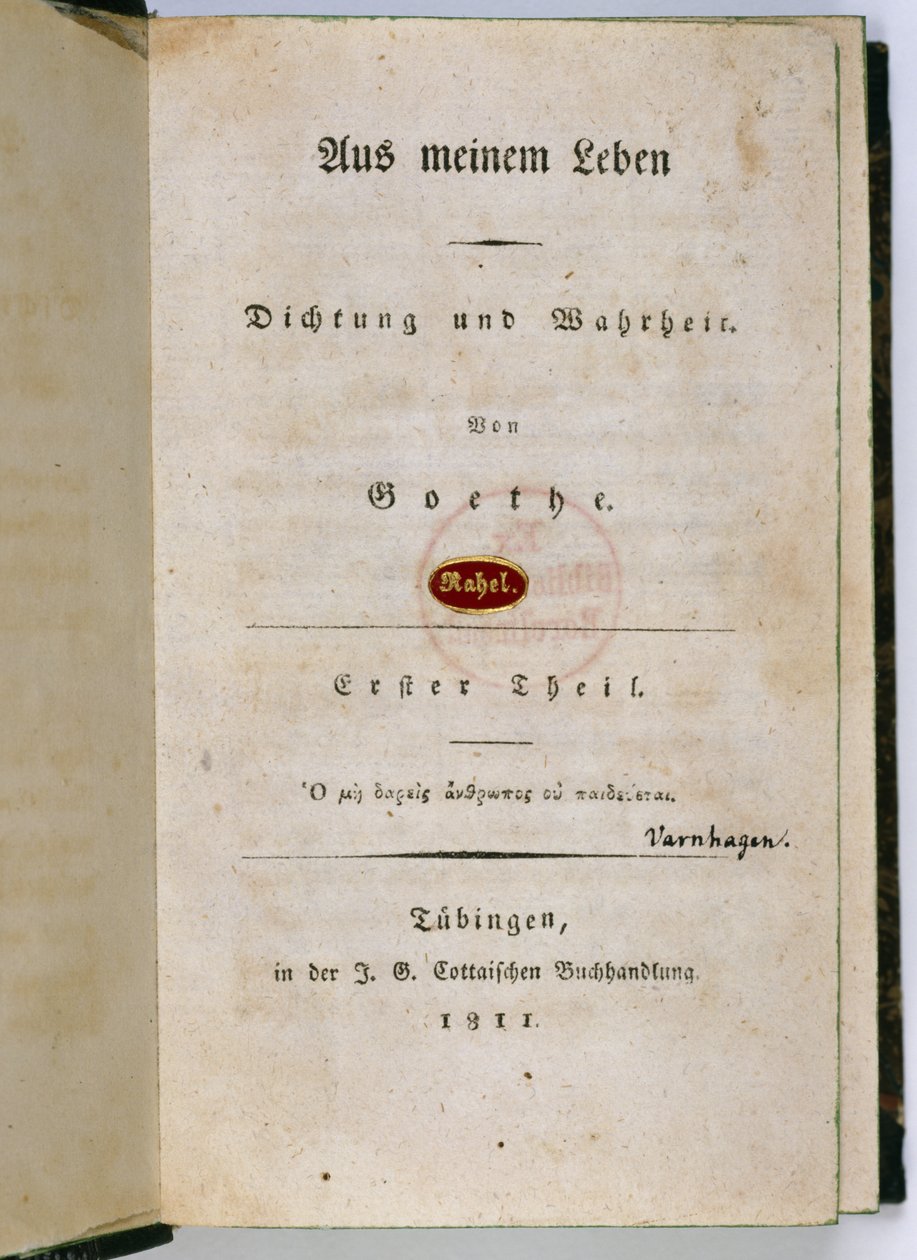 Aus meinem Leben
Dichtung und Wahrheit.
Von
Goethe.
Rahel.
Erster Theil.
Ὁ μὴ δαρεὶς ἄνθρωπος οὐ παιδεύεται.
Varnhagen.
Tübingen,
in der J. G. Cottaischen Buchhandlung.
1811.